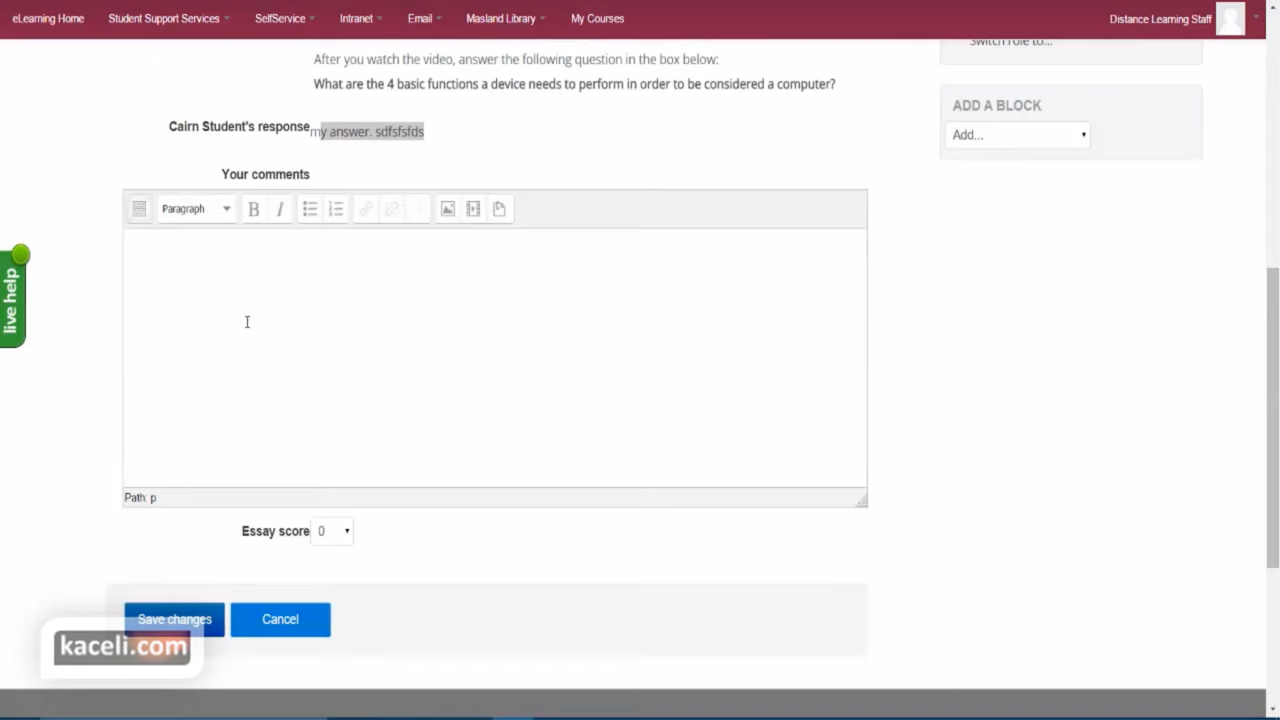 eLearning Home Student Support Services SelfService Intranet Email Masland Library My Courses Distance Learning Staff
Switch role to...
After you watch the video, answer the following question in the box below:
What are the 4 basic functions a device needs to perform in order to be considered a computer?
ADD A BLOCK
Add...
Cairn Student's response my answer. sdfsfsfds
Your comments
Paragraph B I
live help
Path: p
Essay score 0
Save changes Cancel
kaceli.com